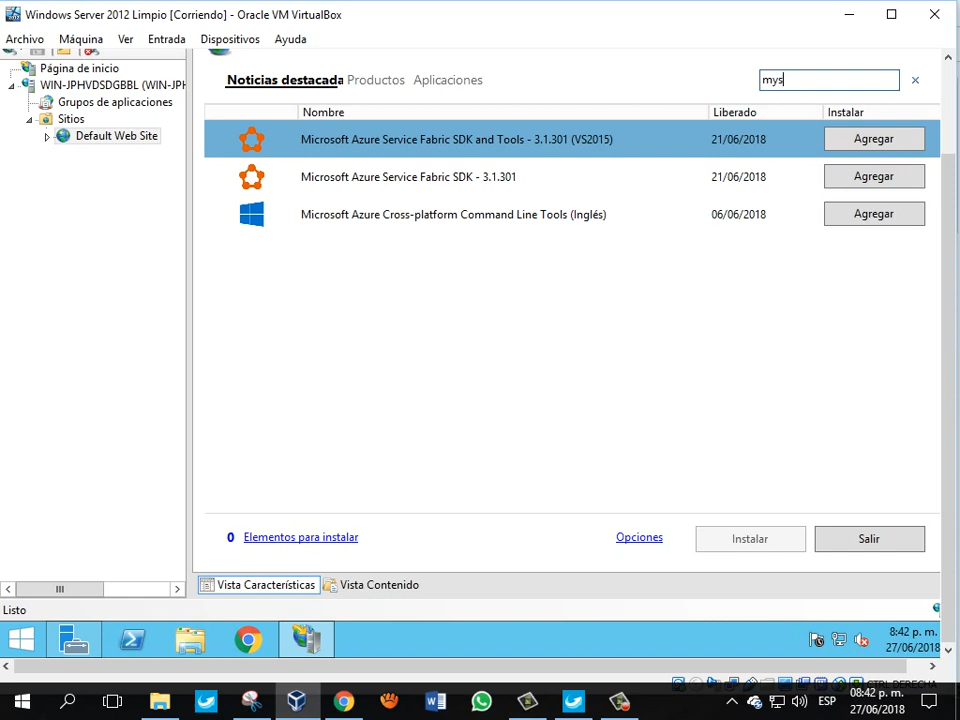 Windows Server 2012 Limpio [Corriendo] - Oracle VM VirtualBox
Archivo Máquina Ver Entrada Dispositivos Ayuda
Página de inicio
WIN-JPHVDSDGBBL (WIN-JPH
Grupos de aplicaciones
Sitios
Default Web Site
Noticias destacada Productos Aplicaciones
mys
Nombre Liberado Instalar
Microsoft Azure Service Fabric SDK and Tools - 3.1.301 (VS2015) 21/06/2018 Agregar
Microsoft Azure Service Fabric SDK - 3.1.301 21/06/2018 Agregar
Microsoft Azure Cross-platform Command Line Tools (Inglés) 06/06/2018 Agregar
0 Elementos para instalar Opciones Instalar Salir
Vista Características Vista Contenido
Listo
8:42 p. m.
27/06/2018
CTRL DERECHA
ESP
08:42 p. m.
27/06/2018